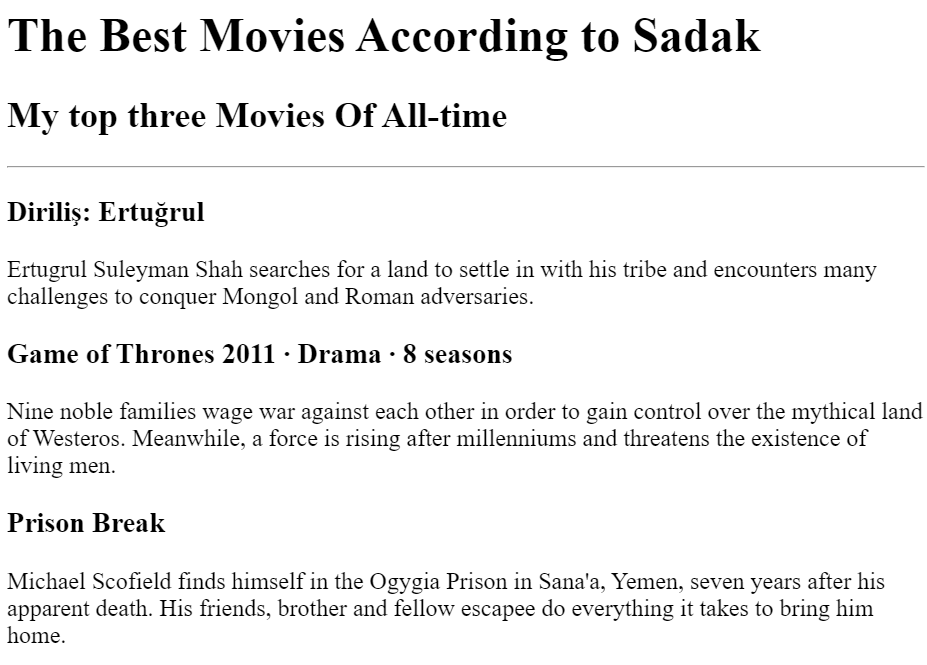 The Best Movies According to Sadak
My top three Movies Of All-time
Diriliş: Ertuğrul
Ertugrul Suleyman Shah searches for a land to settle in with his tribe and encounters many
challenges to conquer Mongol and Roman adversaries.
Game of Thrones 2011 · Drama · 8 seasons
Nine noble families wage war against each other in order to gain control over the mythical land
of Westeros. Meanwhile, a force is rising after millenniums and threatens the existence of
living men.
Prison Break
Michael Scofield finds himself in the Ogygia Prison in Sana'a, Yemen, seven years after his
apparent death. His friends, brother and fellow escapee do everything it takes to bring him
home.